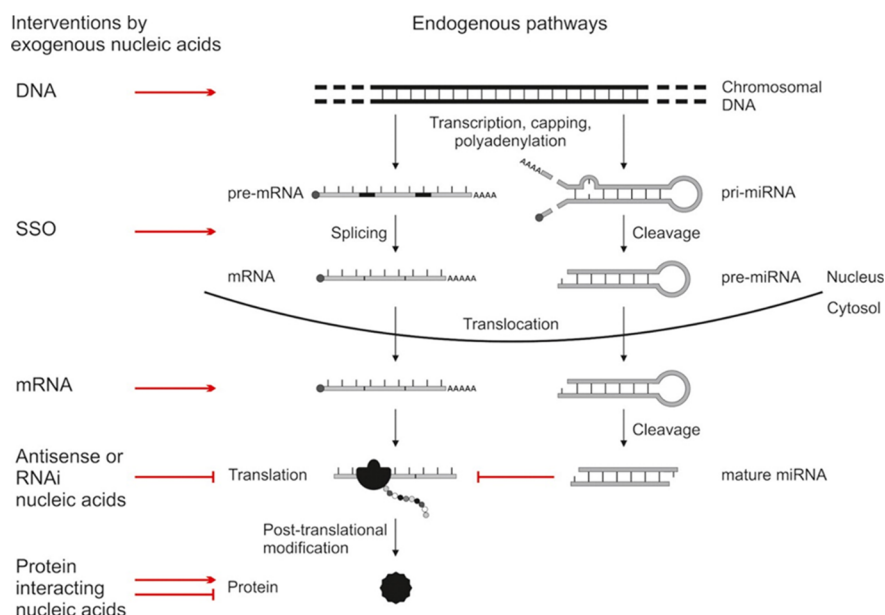 Interventions by
exogenous nucleic acids
Endogenous pathways
DNA
Chromosomal
DNA
Transcription, capping,
polyadenylation
AAAA
pre-mRNA
AAAA
pri-miRNA
SSO
Splicing
Cleavage
mRNA
AAAAA
pre-miRNA
Nucleus
Cytosol
Translocation
mRNA
AAAAA
Cleavage
Antisense or
RNAi
nucleic acids
Translation
mature miRNA
Post-translational
modification
Protein
interacting
nucleic acids
Protein